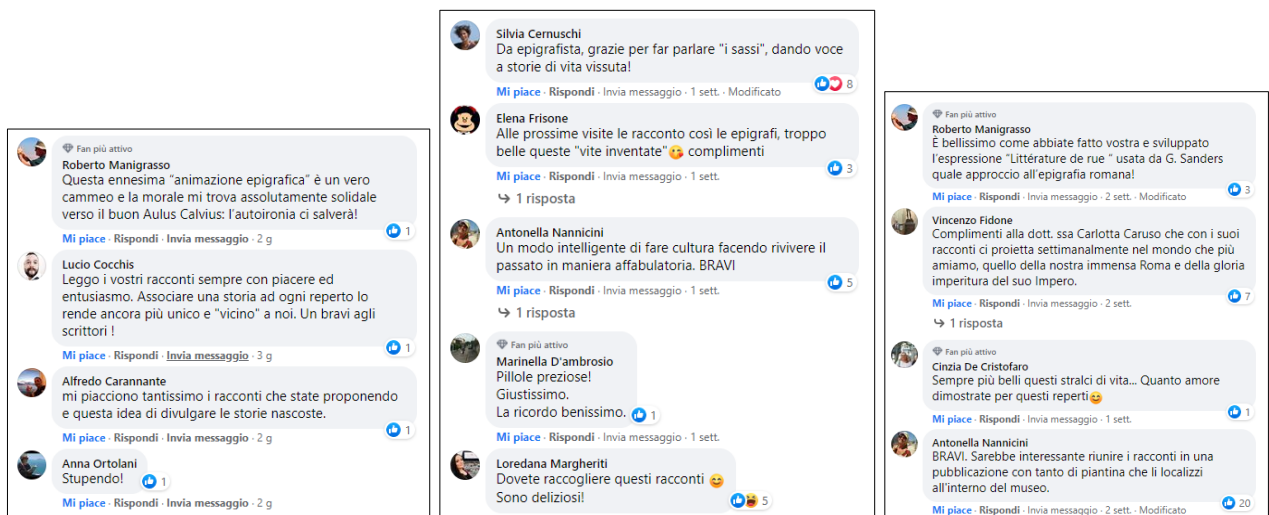 Fan più attivo
Roberto Manigrasso
Questa ennesima "animazione epigrafica" è un vero
cammeo e la morale mi trova assolutamente solidale
verso il buon Aulus Calvius: l'autoironia ci salverà!
1
Mi piace · Rispondi · Invia messaggio · 2 g
Lucio Cocchis
Leggo i vostri racconti sempre con piacere ed
entusiasmo. Associare una storia ad ogni reperto lo
rende ancora più unico e "vicino" a noi. Un bravi agli
scrittori !
1
Mi piace · Rispondi · Invia messaggio · 3 g
Alfredo Carannante
mi piacciono tantissimo i racconti che state proponendo
e questa idea di divulgare le storie nascoste.
1
Mi piace · Rispondi · Invia messaggio · 2 g
Anna Ortolani
Stupendo!
1
Mi piace · Rispondi · Invia messaggio · 2 g
Silvia Cernuschi
Da epigrafista, grazie per far parlare "i sassi", dando voce
a storie di vita vissuta!
8
Mi piace · Rispondi · Invia messaggio · 1 sett. · Modificato
Elena Frisone
Alle prossime visite le racconto così le epigrafi, troppo
belle queste "vite inventate"😋 complimenti
3
Mi piace · Rispondi · Invia messaggio · 1 sett.
1 risposta
Antonella Nannicini
Un modo intelligente di fare cultura facendo rivivere il
passato in maniera affabulatoria. BRAVI
5
Mi piace · Rispondi · Invia messaggio · 1 sett.
1 risposta
Fan più attivo
Marinella D'ambrosio
Pillole preziose!
Giustissimo.
La ricordo benissimo.
1
Mi piace · Rispondi · Invia messaggio · 1 sett.
Loredana Margheriti
Dovete raccogliere questi racconti 😊
Sono deliziosi!
5
Fan più attivo
Roberto Manigrasso
È bellissimo come abbiate fatto vostra e sviluppato
l'espressione "Littérature de rue " usata da G. Sanders
quale approccio all'epigrafia romana!
3
Mi piace · Rispondi · Invia messaggio · 2 sett. · Modificato
Vincenzo Fidone
Complimenti alla dott. ssa Carlotta Caruso che con i suoi
racconti ci proietta settimanalmente nel mondo che più
amiamo, quello della nostra immensa Roma e della gloria
imperitura del suo Impero.
7
Mi piace · Rispondi · Invia messaggio · 2 sett.
1 risposta
Fan più attivo
Cinzia De Cristofaro
Sempre più belli questi stralci di vita... Quanto amore
dimostrate per questi reperti😊
1
Mi piace · Rispondi · Invia messaggio · 1 sett.
Antonella Nannicini
BRAVI. Sarebbe interessante riunire i racconti in una
pubblicazione con tanto di piantina che li localizzi
all'interno del museo.
20
Mi piace · Rispondi · Invia messaggio · 2 sett. · Modificato